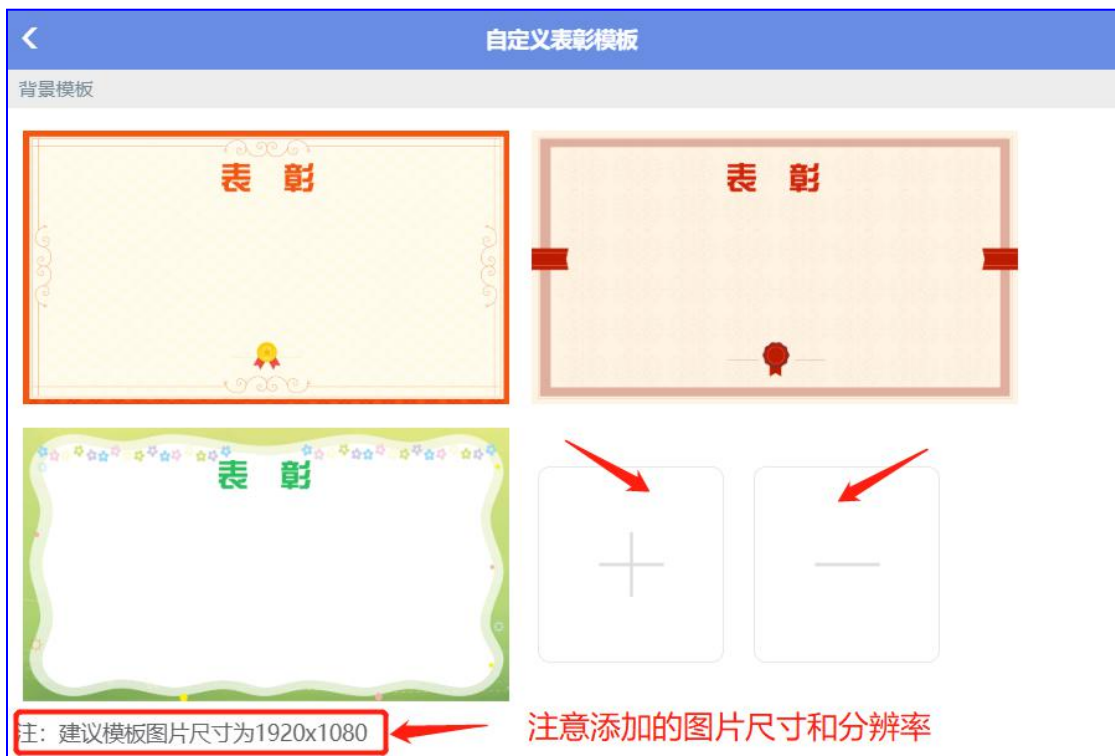 自定义表彰模板
背景模板
表 彰
表 彰
表 彰
注：建议模板图片尺寸为1920x1080
注意添加的图片尺寸和分辨率